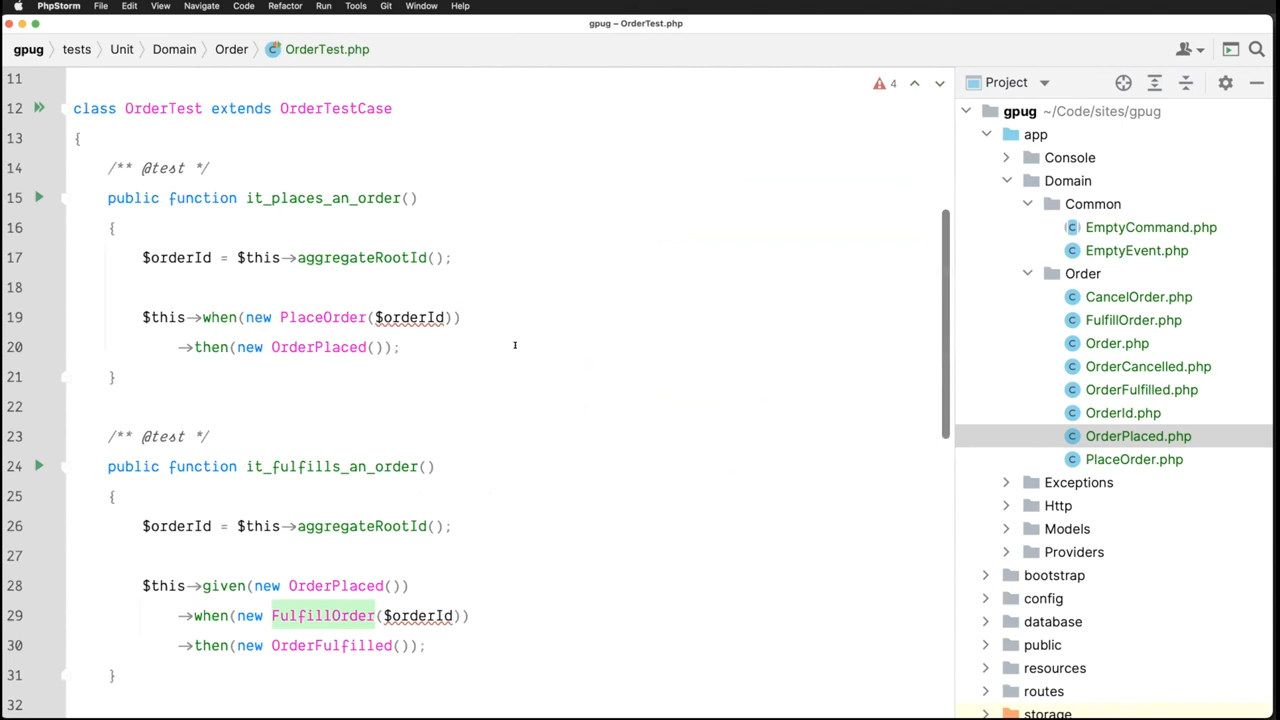 PhpStorm File Edit View Navigate Code Refactor Run Tools Git Window Help
gpug – OrderTest.php
gpug tests Unit Domain Order OrderTest.php
11
12 class OrderTest extends OrderTestCase
13 {
14 /** @test */
15 public function it_places_an_order()
16 {
17 $orderId = $this->aggregateRootId();
18
19 $this->when(new PlaceOrder($orderId))
20 ->then(new OrderPlaced());
21 }
22
23 /** @test */
24 public function it_fulfills_an_order()
25 {
26 $orderId = $this->aggregateRootId();
27
28 $this->given(new OrderPlaced())
29 ->when(new FulfillOrder($orderId))
30 ->then(new OrderFulfilled());
31 }
32
4
Project
gpug ~/Code/sites/gpug
app
Console
Domain
Common
EmptyCommand.php
EmptyEvent.php
Order
CancelOrder.php
FulfillOrder.php
Order.php
OrderCancelled.php
OrderFulfilled.php
OrderId.php
OrderPlaced.php
PlaceOrder.php
Exceptions
Http
Models
Providers
bootstrap
config
database
public
resources
routes
storage